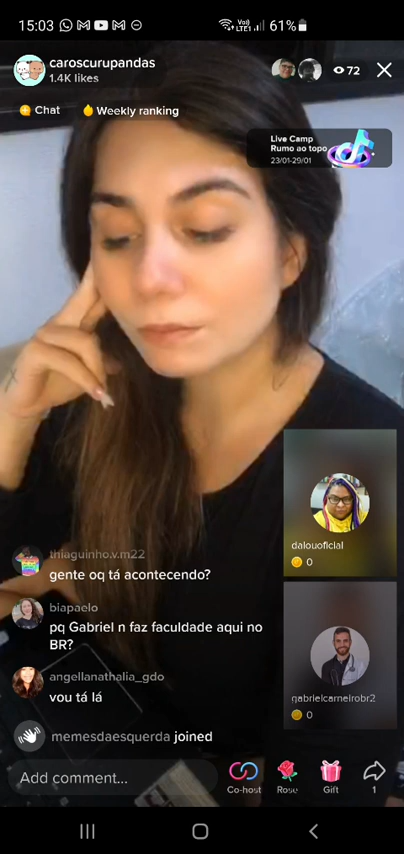 15:03
Vo))
LTE1
61%
caroscurupandas
1.4K likes
72
Chat
Weekly ranking
Live Camp
Rumo ao topo
23/01-29/01
dalouoficial
0
thiaguinho.v.m22
gente oq tá acontecendo?
biapaelo
pq Gabriel n faz faculdade aqui no
BR?
angellanathalia_gdo
vou tá lá
gabrielcarneirobr2
0
memesdaesquerda joined
Add comment...
Co-host
Rose
Gift
1